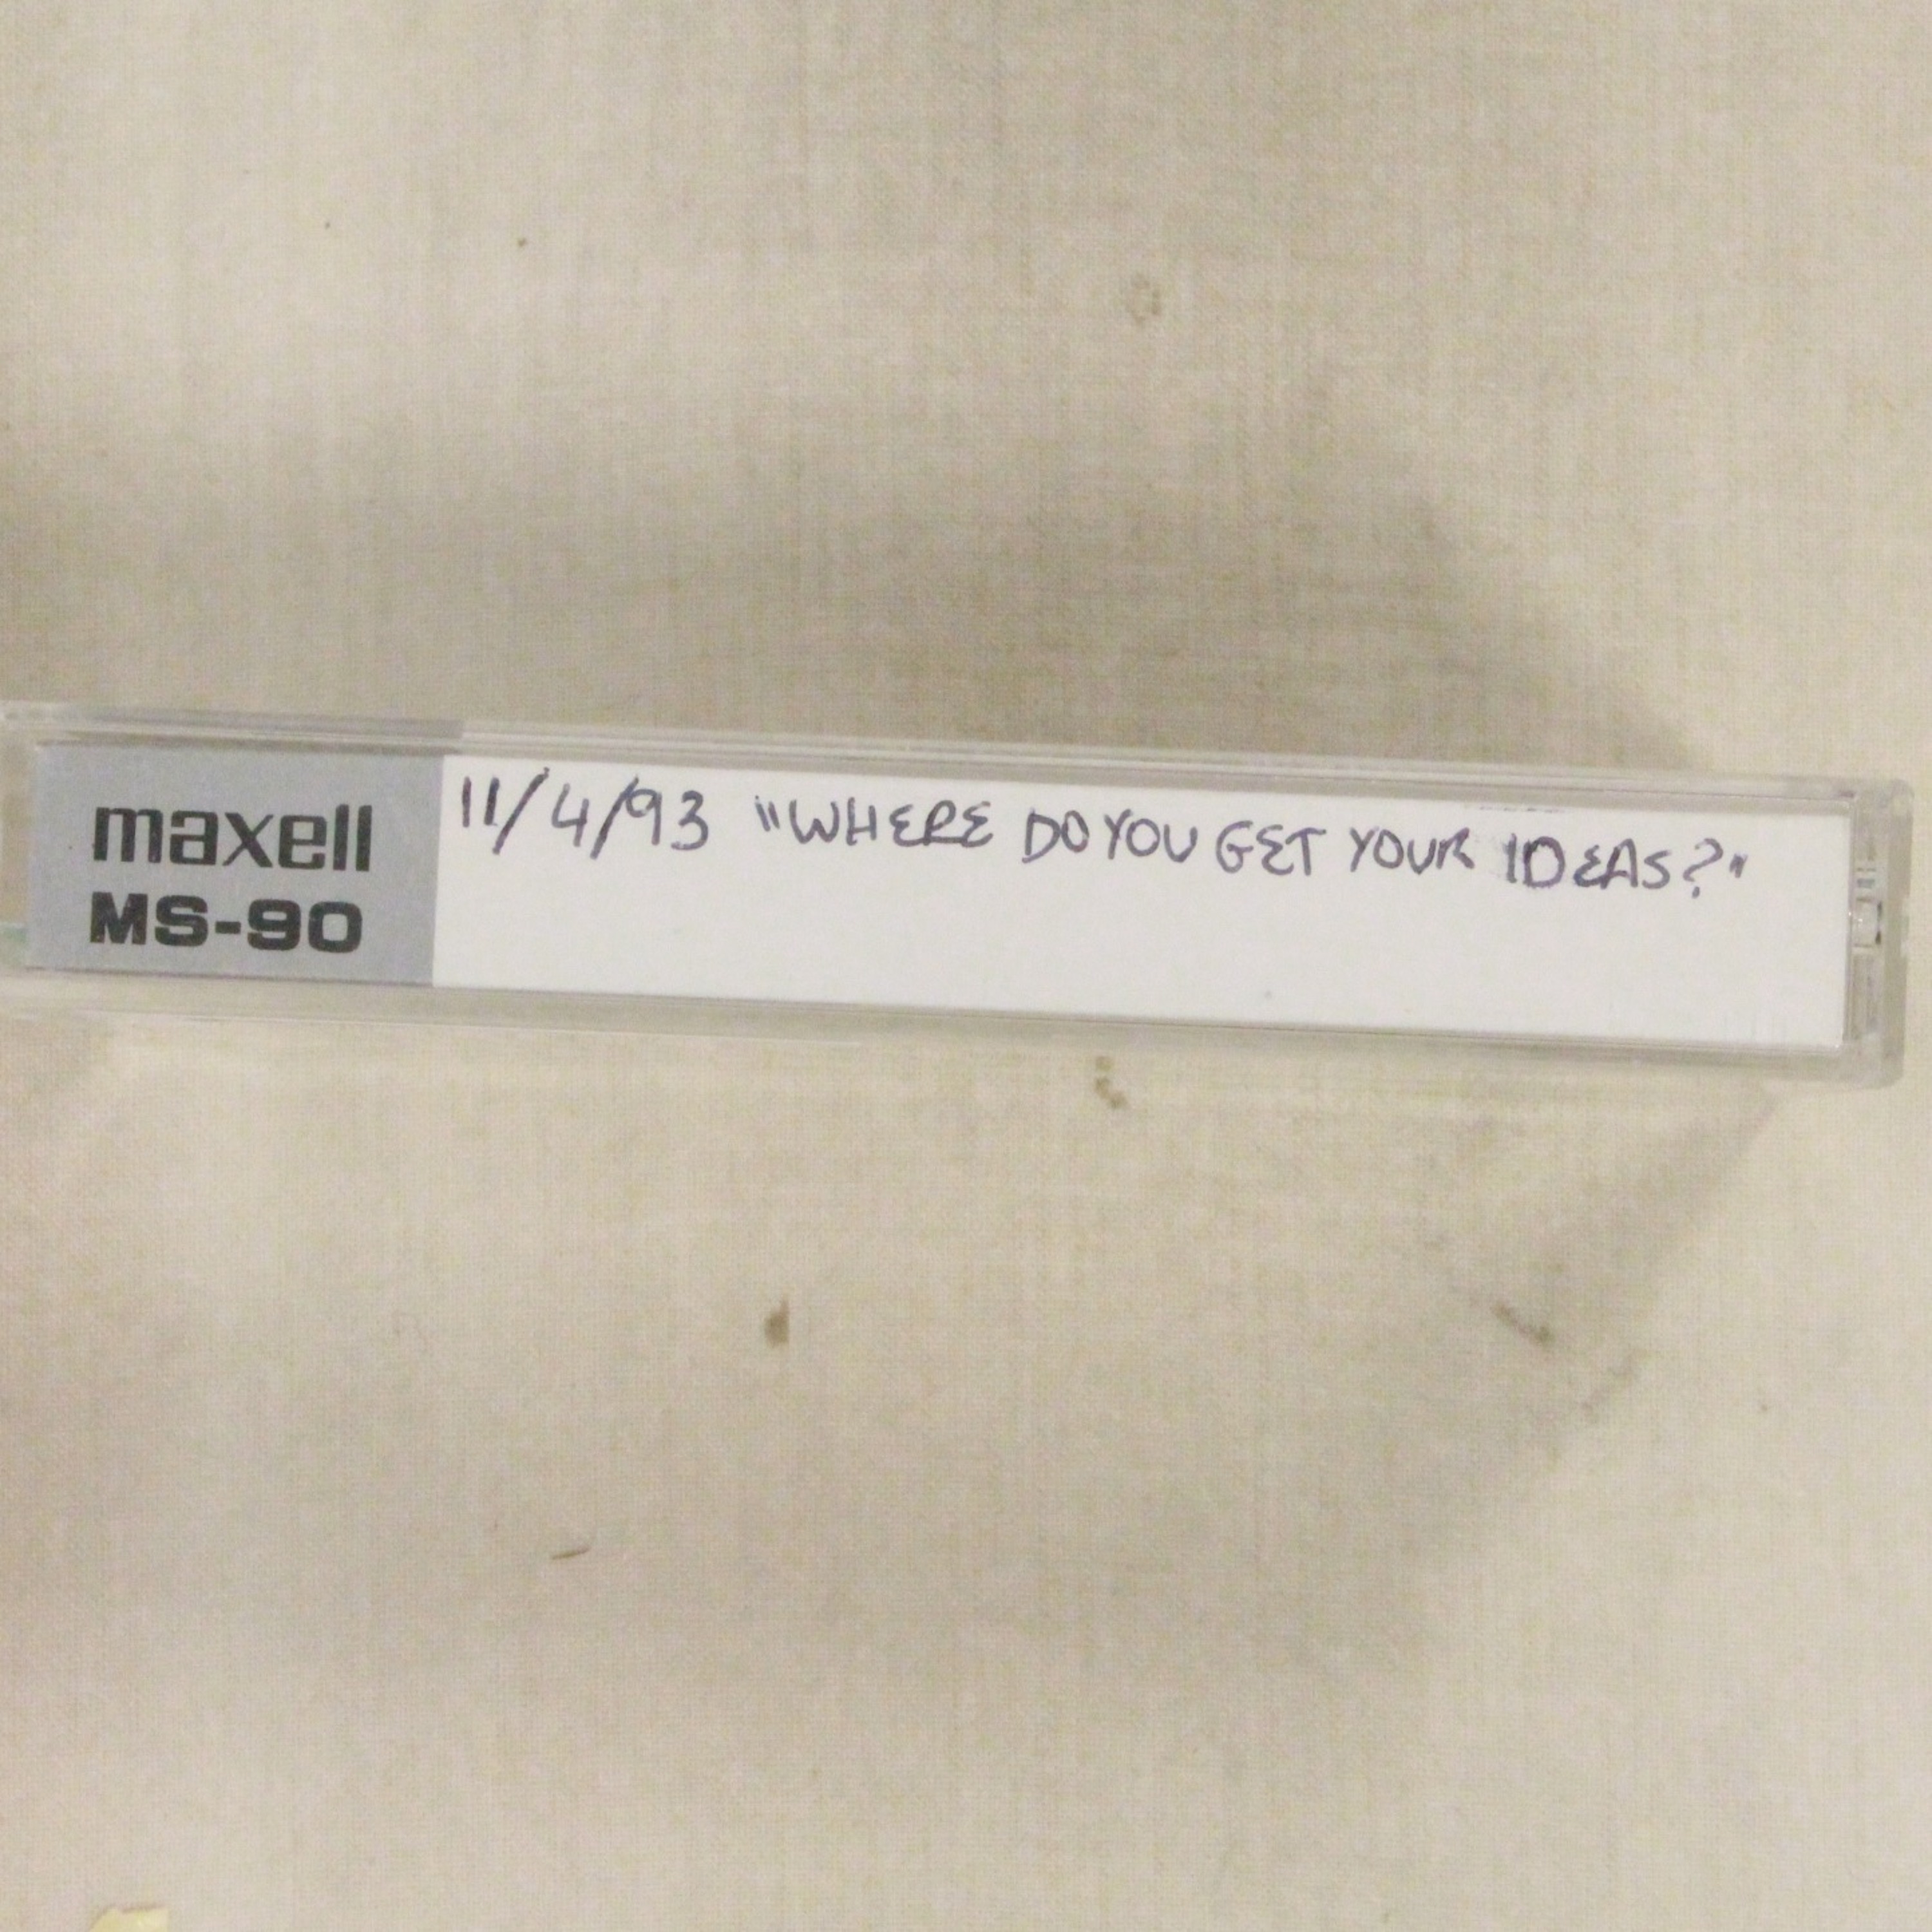 maxell
MS-90
11/4/93 "WHERE DO YOU GET YOUR IDEAS?"